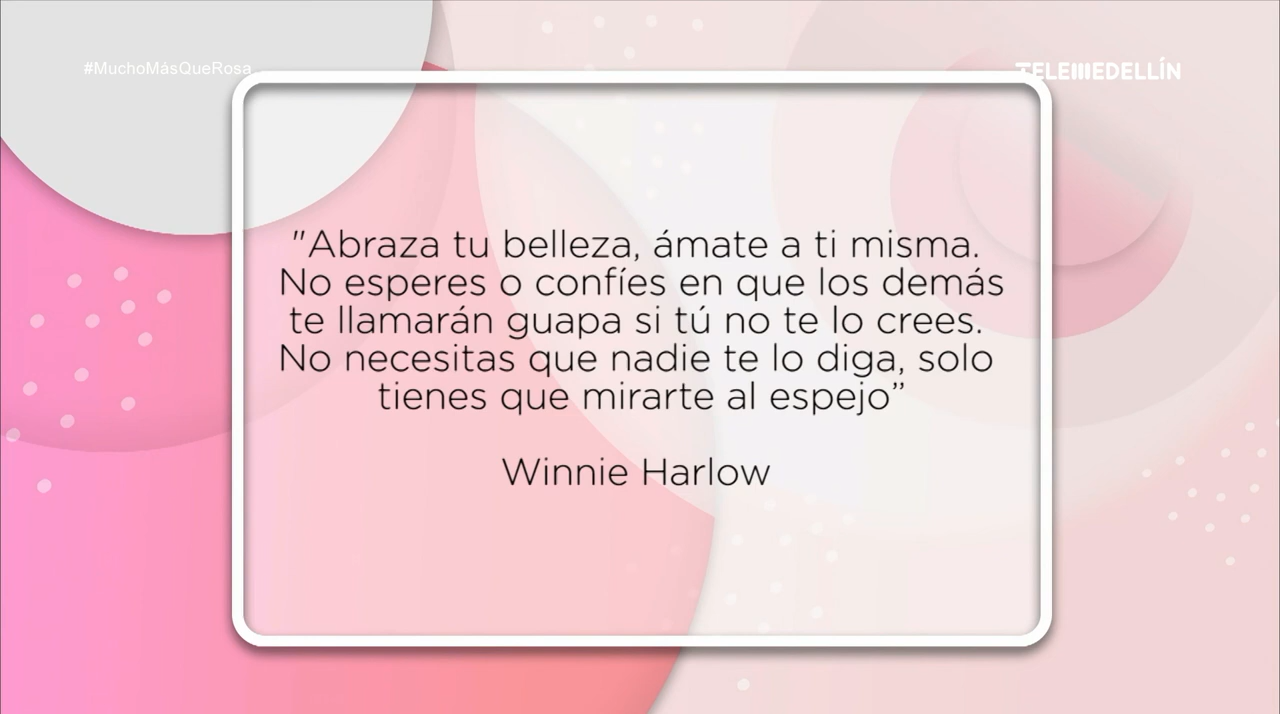 #MuchoMásQueRosa
TELEMEDELLÍN
"Abraza tu belleza, ámate a ti misma.
No esperes o confíes en que los demás
te llamarán guapa si tú no te lo crees.
No necesitas que nadie te lo diga, solo
tienes que mirarte al espejo”
Winnie Harlow